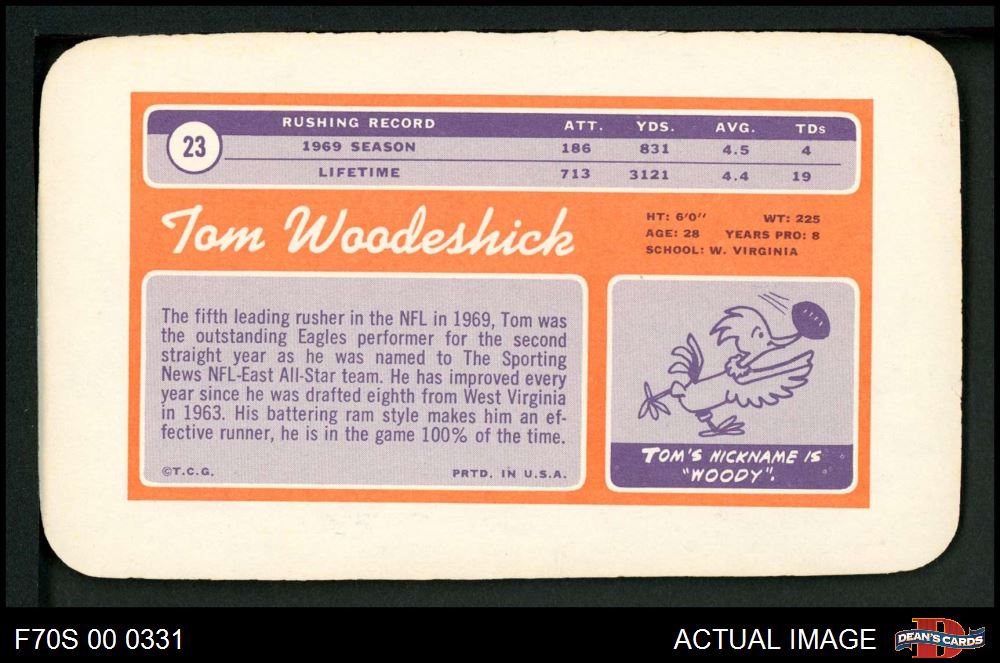 23
RUSHING RECORD ATT. YDS. AVG. TDs
1969 SEASON 186 831 4.5 4
LIFETIME 713 3121 4.4 19
Tom Woodeshick
HT: 6'0" WT: 225
AGE: 28 YEARS PRO: 8
SCHOOL: W. VIRGINIA
The fifth leading rusher in the NFL in 1969, Tom was
the outstanding Eagles performer for the second
straight year as he was named to The Sporting
News NFL-East All-Star team. He has improved every
year since he was drafted eighth from West Virginia
in 1963. His battering ram style makes him an ef-
fective runner, he is in the game 100% of the time.
©T.C.G. PRTD. IN U.S.A.
TOM'S NICKNAME IS
"WOODY".
F70S 00 0331 ACTUAL IMAGE
D
DEAN'S CARDS